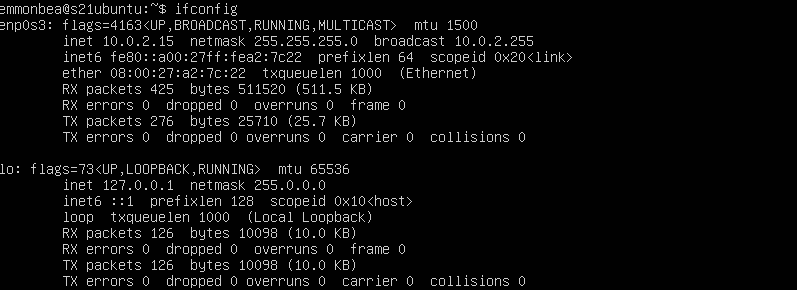 emmonbea@s21ubuntu:~$ ifconfig
enp0s3: flags=4163<UP,BROADCAST,RUNNING,MULTICAST>  mtu 1500
        inet 10.0.2.15  netmask 255.255.255.0  broadcast 10.0.2.255
        inet6 fe80::a00:27ff:fea2:7c22  prefixlen 64  scopeid 0x20<link>
        ether 08:00:27:a2:7c:22  txqueuelen 1000  (Ethernet)
        RX packets 425  bytes 511520 (511.5 KB)
        RX errors 0  dropped 0  overruns 0  frame 0
        TX packets 276  bytes 25710 (25.7 KB)
        TX errors 0  dropped 0 overruns 0  carrier 0  collisions 0

lo: flags=73<UP,LOOPBACK,RUNNING>  mtu 65536
        inet 127.0.0.1  netmask 255.0.0.0
        inet6 ::1  prefixlen 128  scopeid 0x10<host>
        loop  txqueuelen 1000  (Local Loopback)
        RX packets 126  bytes 10098 (10.0 KB)
        RX errors 0  dropped 0  overruns 0  frame 0
        TX packets 126  bytes 10098 (10.0 KB)
        TX errors 0  dropped 0 overruns 0  carrier 0  collisions 0